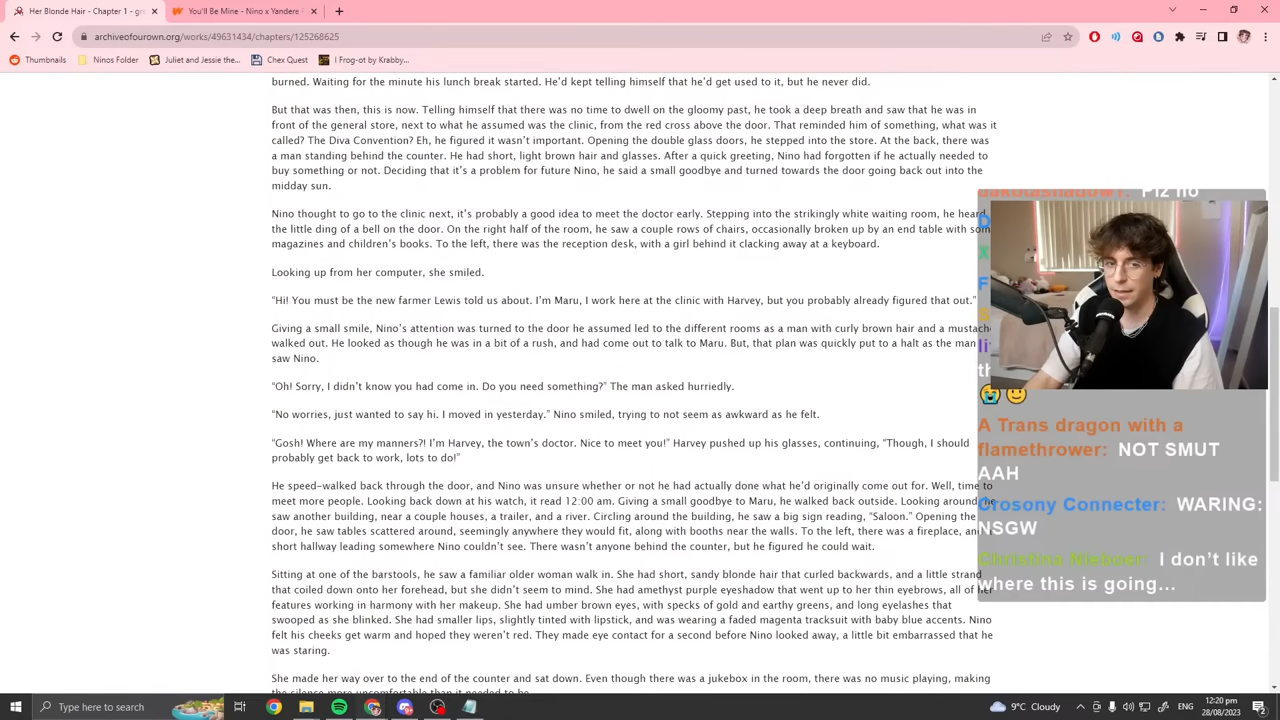 Her Blonde Hair - Chapter 1 - gr
You'll Be Mine - Nino x Yandere F
archiveofourown.org/works/49631434/chapters/125268625
Thumbnails Ninos Folder Juliet and Jessie the... Chex Quest I Frog-ot by Krabby...
burned. Waiting for the minute his lunch break started. He’d kept telling himself that he’d get used to it, but he never did.
But that was then, this is now. Telling himself that there was no time to dwell on the gloomy past, he took a deep breath and saw that he was in
front of the general store, next to what he assumed was the clinic, from the red cross above the door. That reminded him of something, what was it
called? The Diva Convention? Eh, he figured it wasn’t important. Opening the double glass doors, he stepped into the store. At the back, there was
a man standing behind the counter. He had short, light brown hair and glasses. After a quick greeting, Nino had forgotten if he actually needed to
buy something or not. Deciding that it’s a problem for future Nino, he said a small goodbye and turned towards the door going back out into the
midday sun.
Nino thought to go to the clinic next, it’s probably a good idea to meet the doctor early. Stepping into the strikingly white waiting room, he heard
the little ding of a bell on the door. On the right half of the room, he saw a couple rows of chairs, occasionally broken up by an end table with som
magazines and children’s books. To the left, there was the reception desk, with a girl behind it clacking away at a keyboard.
Looking up from her computer, she smiled.
“Hi! You must be the new farmer Lewis told us about. I’m Maru, I work here at the clinic with Harvey, but you probably already figured that out.”
Giving a small smile, Nino’s attention was turned to the door he assumed led to the different rooms as a man with curly brown hair and a mustach
walked out. He looked as though he was in a bit of a rush, and had come out to talk to Maru. But, that plan was quickly put to a halt as the man
saw Nino.
“Oh! Sorry, I didn’t know you had come in. Do you need something?” The man asked hurriedly.
“No worries, just wanted to say hi. I moved in yesterday.” Nino smiled, trying to not seem as awkward as he felt.
“Gosh! Where are my manners?! I’m Harvey, the town’s doctor. Nice to meet you!” Harvey pushed up his glasses, continuing, “Though, I should
probably get back to work, lots to do!”
He speed-walked back through the door, and Nino was unsure whether or not he had actually done what he’d originally come out for. Well, time to
meet more people. Looking back down at his watch, it read 12:00 am. Giving a small goodbye to Maru, he walked back outside. Looking around, he
saw another building, near a couple houses, a trailer, and a river. Circling around the building, he saw a big sign reading, “Saloon.” Opening the
door, he saw tables scattered around, seemingly anywhere they would fit, along with booths near the walls. To the left, there was a fireplace, and
short hallway leading somewhere Nino couldn’t see. There wasn’t anyone behind the counter, but he figured he could wait.
Sitting at one of the barstools, he saw a familiar older woman walk in. She had short, sandy blonde hair that curled backwards, and a little strand
that coiled down onto her forehead, but she didn’t seem to mind. She had amethyst purple eyeshadow that went up to her thin eyebrows, all of her
features working in harmony with her makeup. She had umber brown eyes, with specks of gold and earthy greens, and long eyelashes that
swooped as she blinked. She had smaller lips, slightly tinted with lipstick, and was wearing a faded magenta tracksuit with baby blue accents. Nino
felt his cheeks get warm and hoped they weren’t red. They made eye contact for a second before Nino looked away, a little bit embarrassed that he
was staring.
She made her way over to the end of the counter and sat down. Even though there was a jukebox in the room, there was no music playing, making
the silence more uncomfortable than it needed to be.
dakotashadow7: Plz no
A Trans dragon with a
flamethrower: NOT SMUT
AAH
Crosony Connecter: WARING:
NSGW
I don’t like
where this is going...
Type here to search
9°C Cloudy
ENG
12:20 pm
28/08/2023